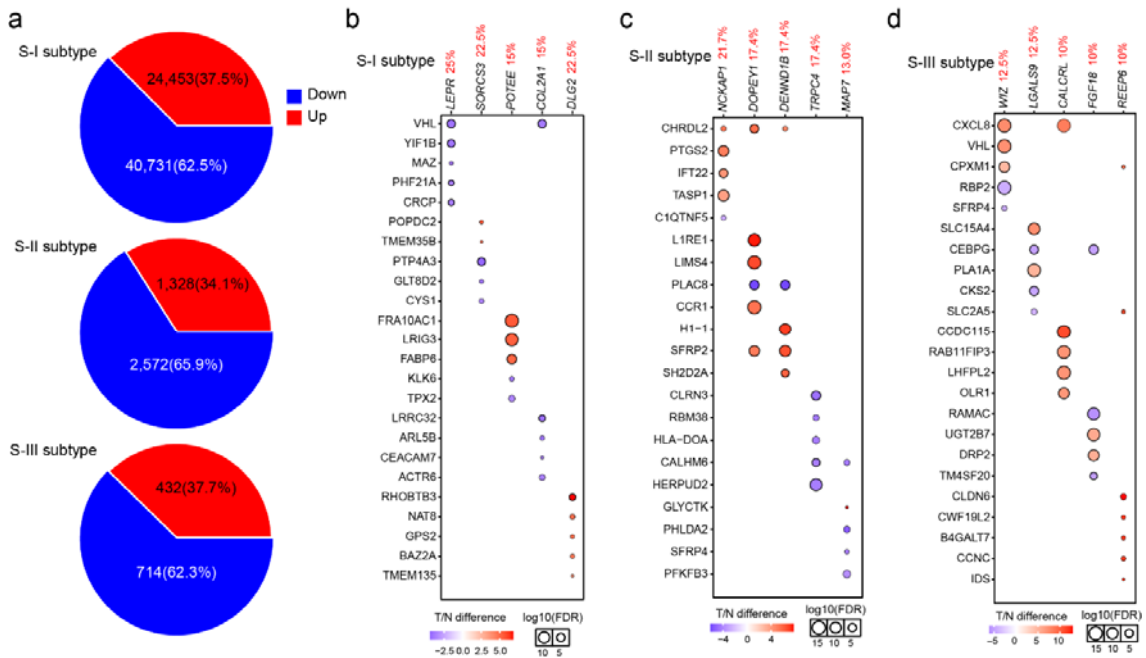 a
S-I subtype
24,453(37.5%)
40,731(62.5%)
Down
Up
S-II subtype
1,328(34.1%)
2,572(65.9%)
S-III subtype
432(37.7%)
714(62.3%)
b
S-I subtype
LEPR 25%
SORCS3 22.5%
POTEE 15%
COL2A1 15%
DLG2 22.5%
VHL
YIF1B
MAZ
PHF21A
CRCP
POPDC2
TMEM35B
PTP4A3
GLT8D2
CYS1
FRA10AC1
LRIG3
FABP6
KLK6
TPX2
LRRC32
ARL5B
CEACAM7
ACTR6
RHOBTB3
NAT8
GPS2
BAZ2A
TMEM135
T/N difference
−2.5 0.0 2.5 5.0
log10(FDR)
10 5
c
S-II subtype
NCKAP1 21.7%
DOPEY1 17.4%
DENND1B 17.4%
TRPC4 17.4%
MAP7 13.0%
CHRDL2
PTGS2
IFT22
TASP1
C1QTNF5
L1RE1
LIMS4
PLAC8
CCR1
H1−1
SFRP2
SH2D2A
CLRN3
RBM38
HLA−DOA
CALHM6
HERPUD2
GLYCTK
PHLDA2
SFRP4
PFKFB3
T/N difference
−4 0 4
log10(FDR)
15 10 5
d
S-III subtype
WIZ 12.5%
LGALS9 12.5%
CALCRL 10%
FGF18 10%
REEP6 10%
CXCL8
VHL
CPXM1
RBP2
SFRP4
SLC15A4
CEBPG
PLA1A
CKS2
SLC2A5
CCDC115
RAB11FIP3
LHFPL2
OLR1
RAMAC
UGT2B7
DRP2
TM4SF20
CLDN6
CWF19L2
B4GALT7
CCNC
IDS
T/N difference
−5 0 5 10
log10(FDR)
15 10 5